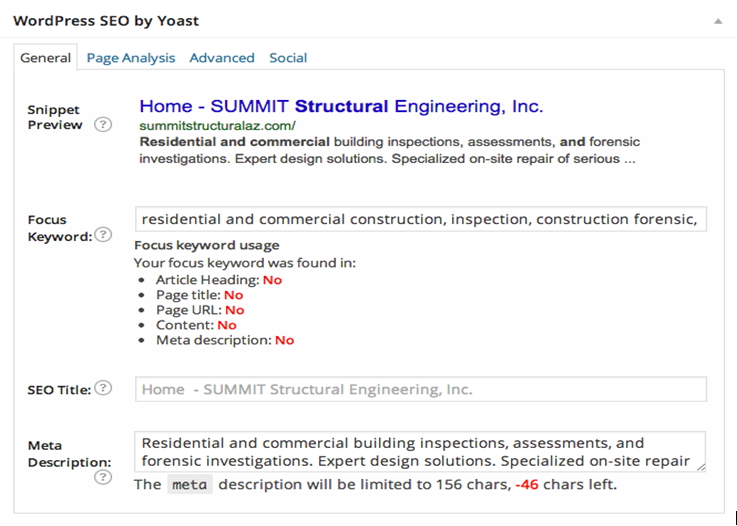 WordPress SEO by Yoast
General Page Analysis Advanced Social
Snippet
Preview ?
Home - SUMMIT Structural Engineering, Inc.
summitstructuralaz.com/
Residential and commercial building inspections, assessments, and forensic
investigations. Expert design solutions. Specialized on-site repair of serious ...
Focus
Keyword: ?
residential and commercial construction, inspection, construction forensic,
Focus keyword usage
Your focus keyword was found in:
• Article Heading: No
• Page title: No
• Page URL: No
• Content: No
• Meta description: No
SEO Title: ?
Home - SUMMIT Structural Engineering, Inc.
Meta
Description: ?
Residential and commercial building inspections, assessments, and
forensic investigations. Expert design solutions. Specialized on-site repair
The meta description will be limited to 156 chars, -46 chars left.